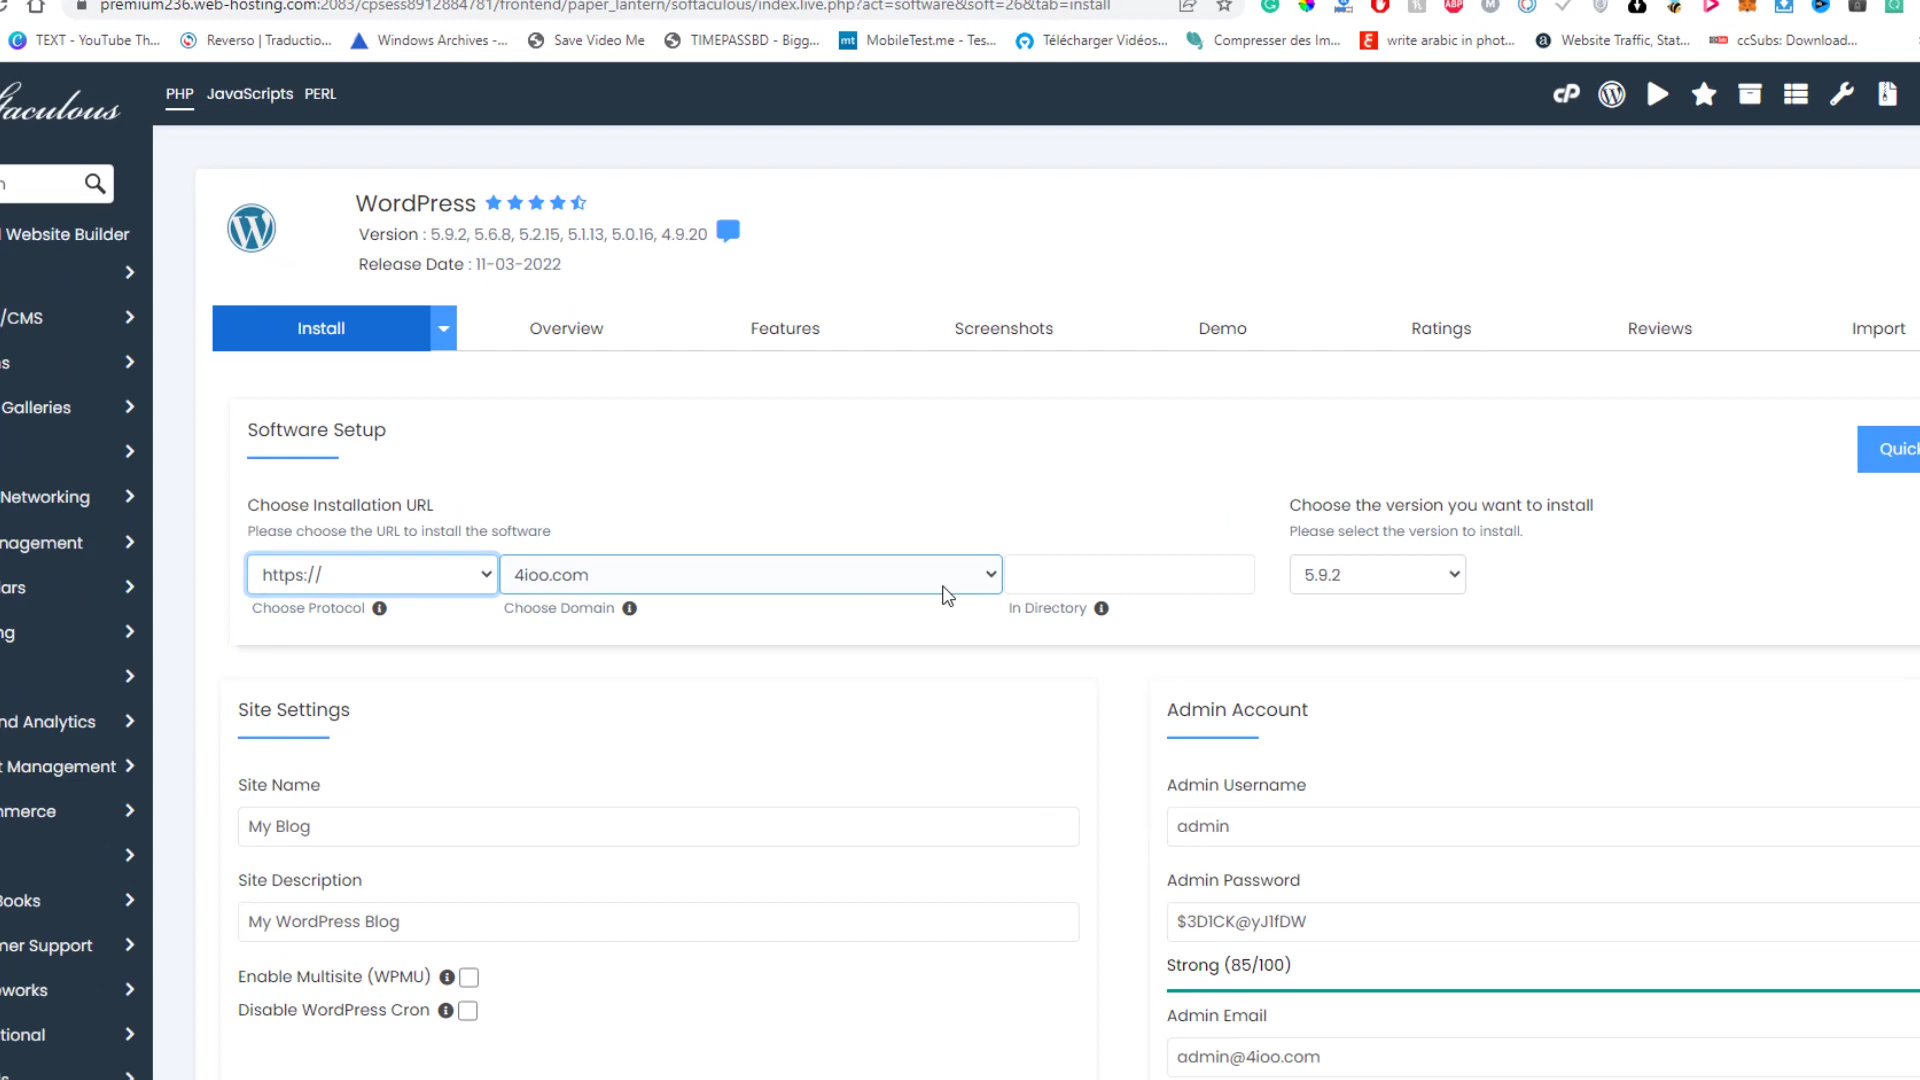 premium236.web-hosting.com:2083/cpsess8912884781/frontend/paper_lantern/softaculous/index.live.php?act=software&soft=26&tab=install
TEXT - YouTube Th...
Reverso | Traductio...
Windows Archives -...
Save Video Me
TIMEPASSBD - Bigg...
MobileTest.me - Tes...
Télécharger Vidéos...
Compresser des Im...
write arabic in phot...
Website Traffic, Stat...
ccSubs: Download...
taculous
PHP JavaScripts PERL
Website Builder
/CMS
Galleries
Networking
nagement
nd Analytics
t Management
mmerce
Books
mer Support
eworks
tional
WordPress
Version : 5.9.2, 5.6.8, 5.2.15, 5.1.13, 5.0.16, 4.9.20
Release Date : 11-03-2022
Install
Overview
Features
Screenshots
Demo
Ratings
Reviews
Import
Software Setup
Quick
Choose Installation URL
Please choose the URL to install the software
https://
4ioo.com
Choose Protocol
Choose Domain
In Directory
Choose the version you want to install
Please select the version to install.
5.9.2
Site Settings
Site Name
My Blog
Site Description
My WordPress Blog
Enable Multisite (WPMU)
Disable WordPress Cron
Admin Account
Admin Username
admin
Admin Password
$3D1CK@yJ1fDW
Strong (85/100)
Admin Email
admin@4ioo.com